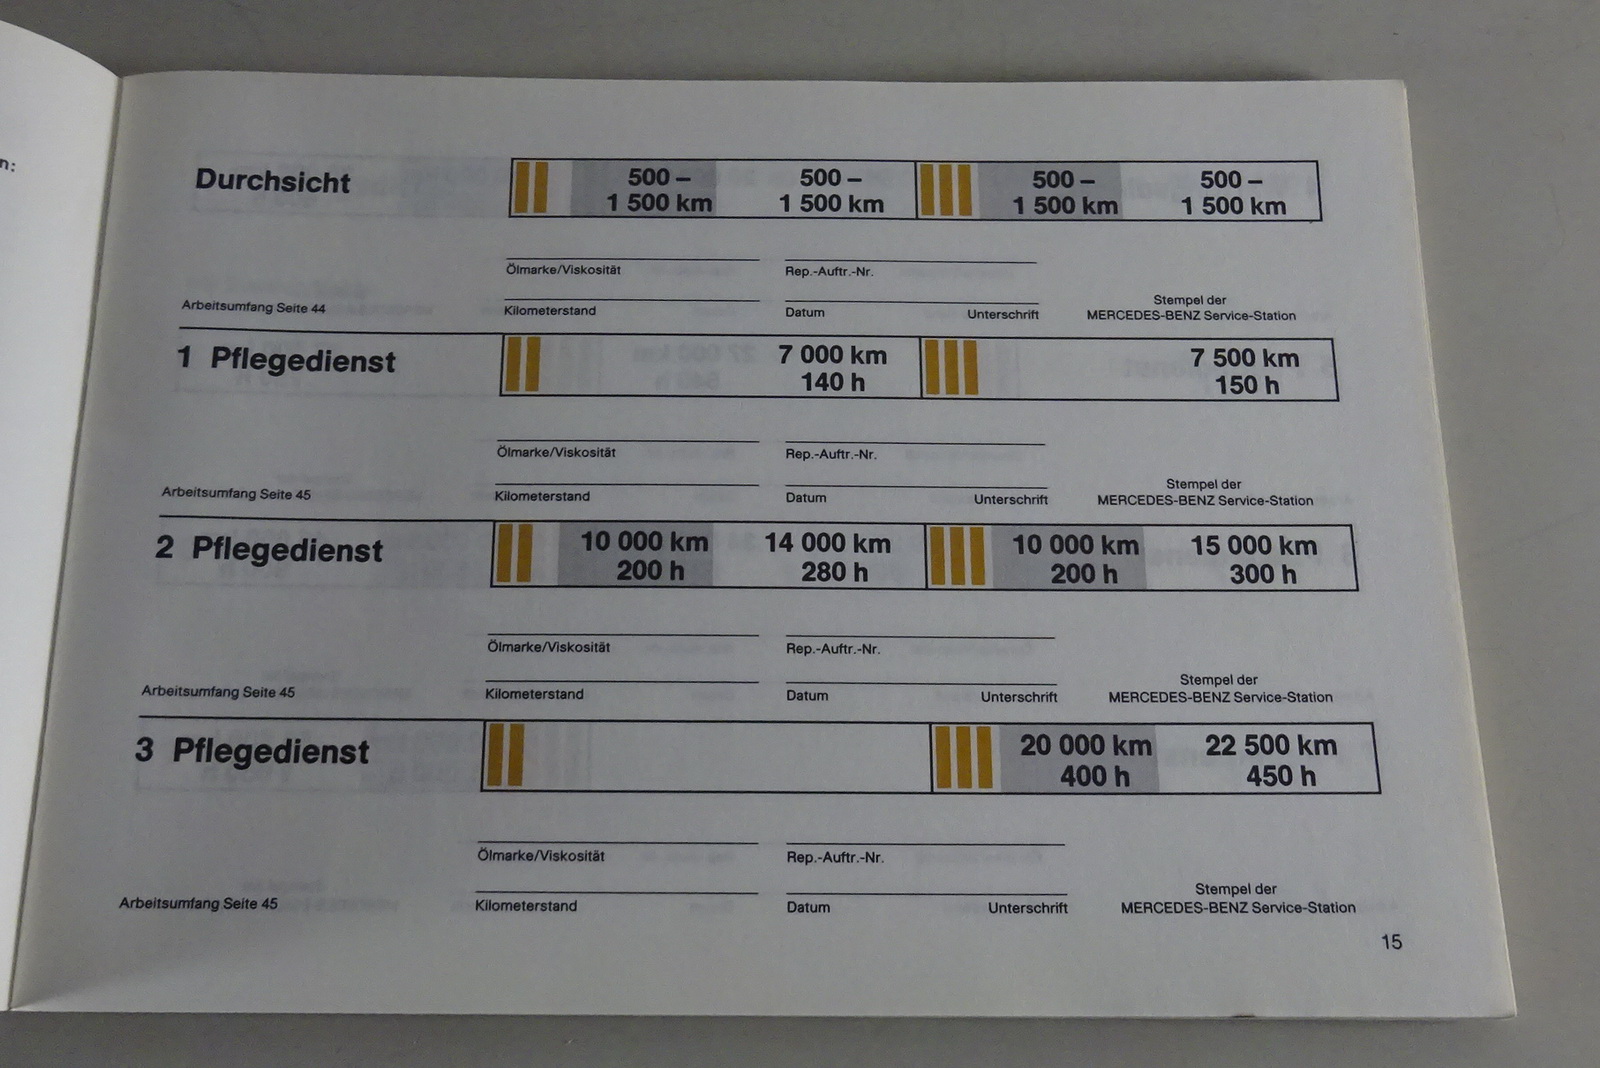 n:
Durchsicht
500 – 500 – 500 – 500 –
1 500 km 1 500 km 1 500 km 1 500 km
Ölmarke/Viskosität Rep.-Auftr.-Nr.
Arbeitsumfang Seite 44 Kilometerstand Datum Unterschrift Stempel der
MERCEDES-BENZ Service-Station
1 Pflegedienst
7 000 km 7 500 km
140 h 150 h
Ölmarke/Viskosität Rep.-Auftr.-Nr.
Arbeitsumfang Seite 45 Kilometerstand Datum Unterschrift Stempel der
MERCEDES-BENZ Service-Station
2 Pflegedienst
10 000 km 14 000 km 10 000 km 15 000 km
200 h 280 h 200 h 300 h
Ölmarke/Viskosität Rep.-Auftr.-Nr.
Arbeitsumfang Seite 45 Kilometerstand Datum Unterschrift Stempel der
MERCEDES-BENZ Service-Station
3 Pflegedienst
20 000 km 22 500 km
400 h 450 h
Ölmarke/Viskosität Rep.-Auftr.-Nr.
Arbeitsumfang Seite 45 Kilometerstand Datum Unterschrift Stempel der
MERCEDES-BENZ Service-Station
15